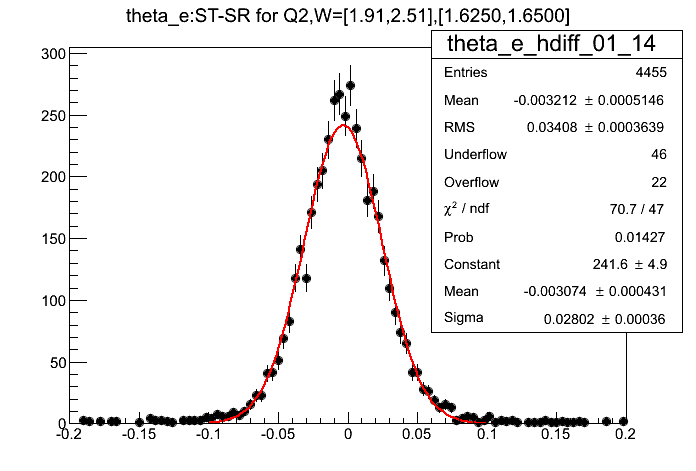 theta_e:ST-SR for Q2,W=[1.91,2.51],[1.6250,1.6500]
theta_e_hdiff_01_14
Entries 4455
Mean -0.003212 ± 0.0005146
RMS 0.03408 ± 0.0003639
Underflow 46
Overflow 22
χ² / ndf 70.7 / 47
Prob 0.01427
Constant 241.6 ± 4.9
Mean -0.003074 ± 0.000431
Sigma 0.02802 ± 0.00036
300
250
200
150
100
50
0
-0.2 -0.15 -0.1 -0.05 0 0.05 0.1 0.15 0.2